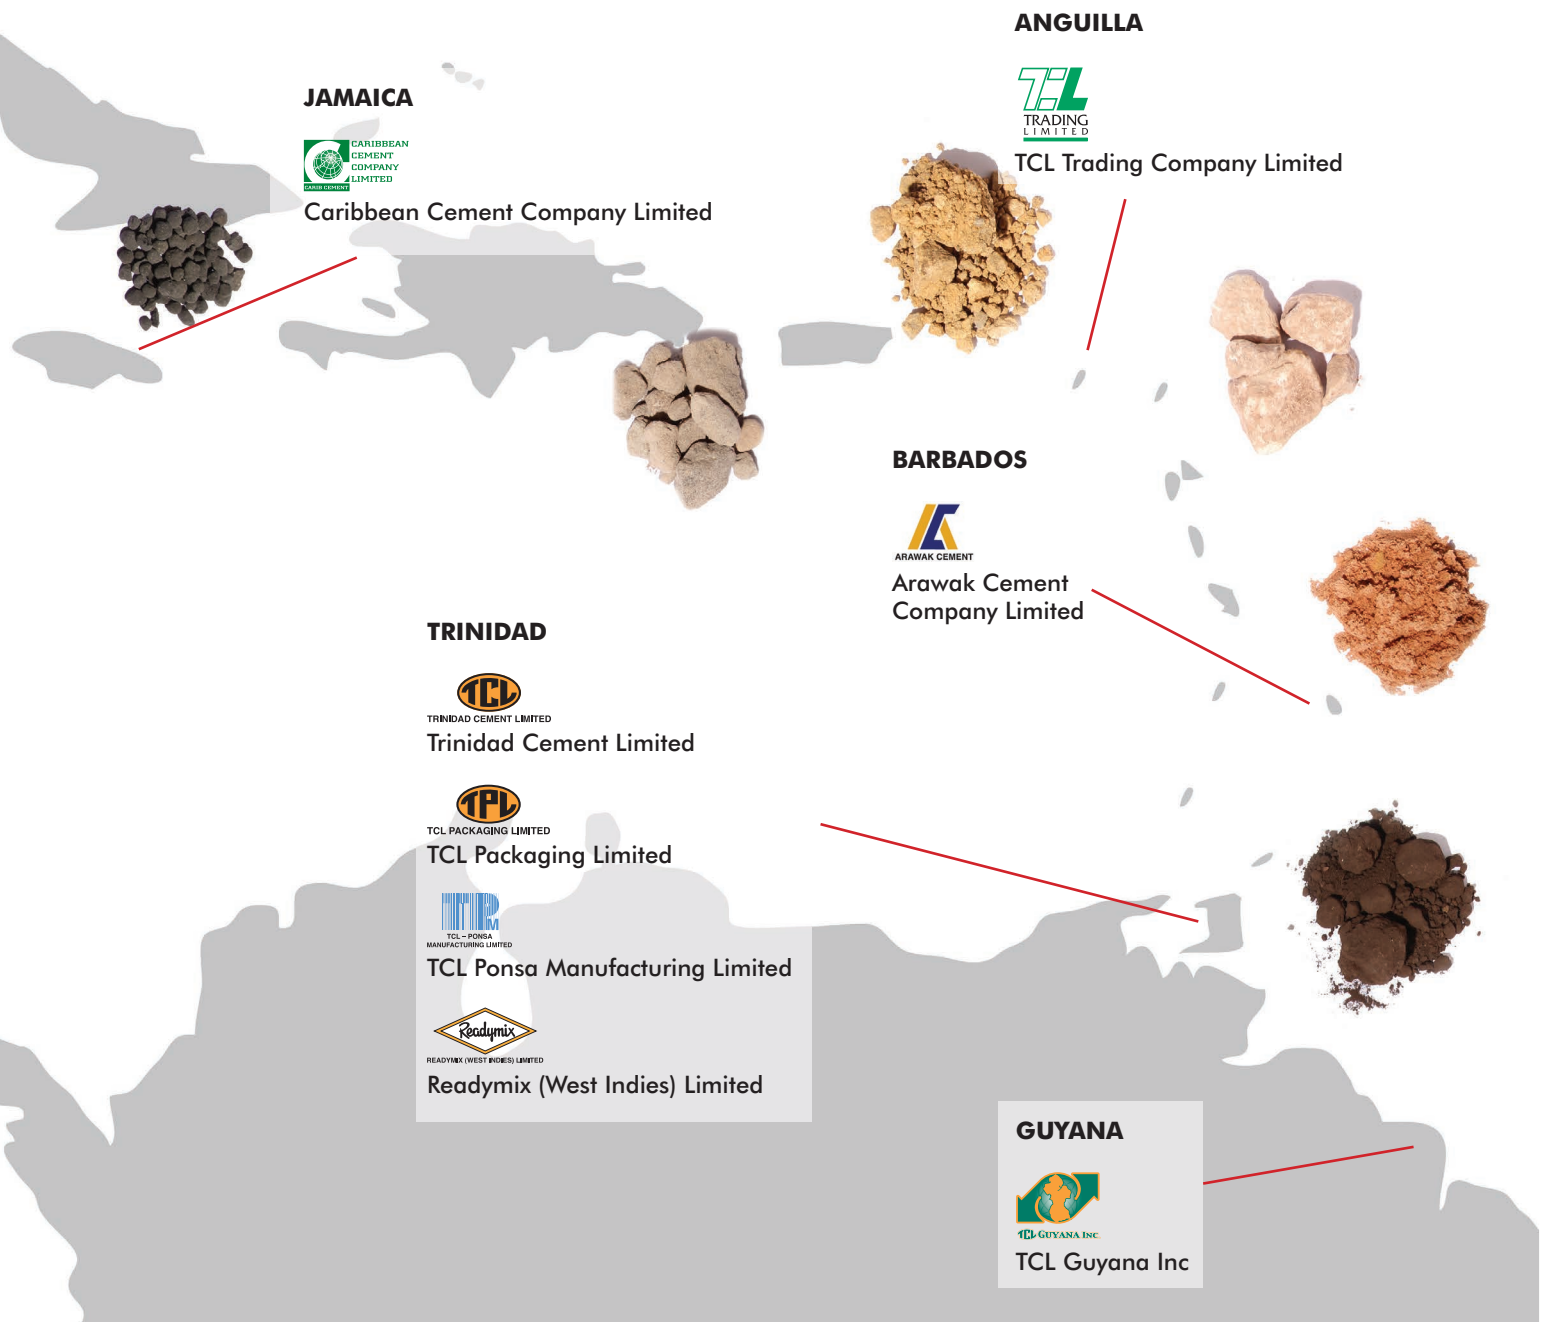 ANGUILLA
TCL
TRADING
LIMITED
TCL Trading Company Limited
JAMAICA
CARIBBEAN
CEMENT
COMPANY
LIMITED
CARIB CEMENT
Caribbean Cement Company Limited
BARBADOS
ARAWAK CEMENT
Arawak Cement
Company Limited
TRINIDAD
TCL
TRINIDAD CEMENT LIMITED
Trinidad Cement Limited
TPL
TCL PACKAGING LIMITED
TCL Packaging Limited
TPM
TCL – PONSA
MANUFACTURING LIMITED
TCL Ponsa Manufacturing Limited
Readymix
READYMIX (WEST INDIES) LIMITED
Readymix (West Indies) Limited
GUYANA
TCL GUYANA INC.
TCL Guyana Inc